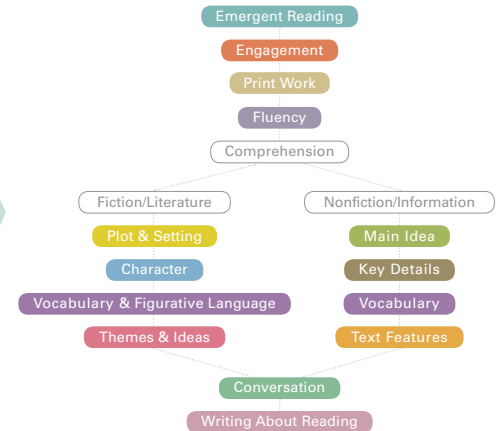 Emergent Reading
Engagement
Print Work
Fluency
Comprehension
Fiction/Literature
Plot & Setting
Character
Vocabulary & Figurative Language
Themes & Ideas
Nonfiction/Information
Main Idea
Key Details
Vocabulary
Text Features
Conversation
Writing About Reading